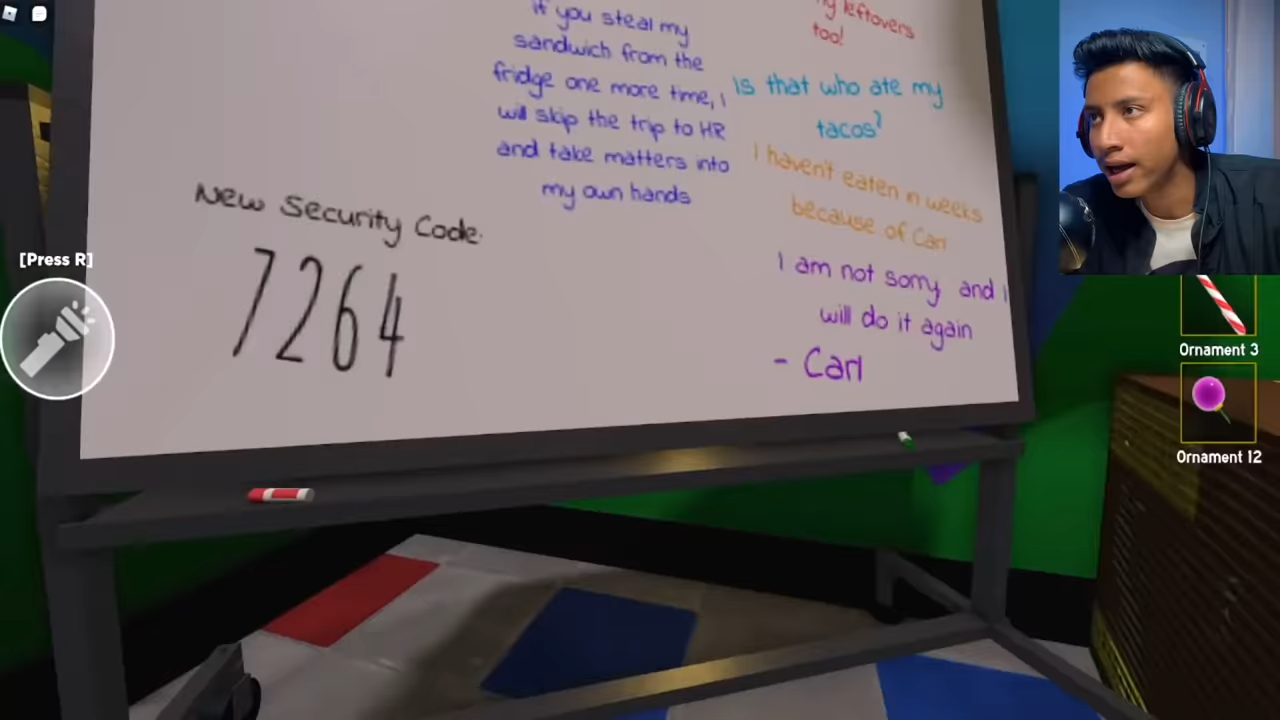 if you steal my
sandwich from the
fridge one more time, I
will skip the trip to HR
and take matters into
my own hands
leftovers
too!
Is that who ate my
tacos?
I haven't eaten in weeks
because of Carl
I am not sorry and I
will do it again
- Carl
New Security Code:
7264
[Press R]
Ornament 3
Ornament 12